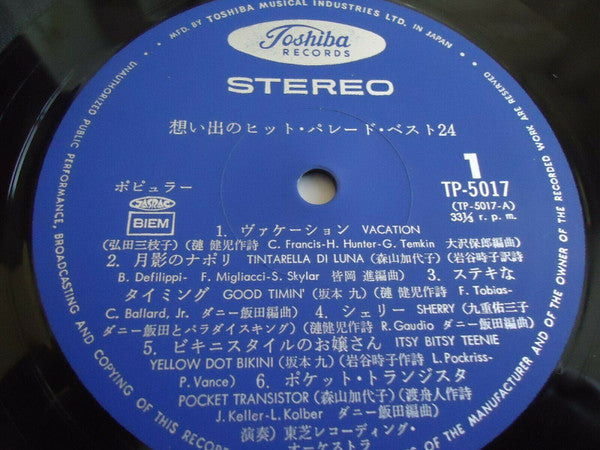 MFD. BY TOSHIBA MUSICAL INDUSTRIES LTD. IN JAPAN
Toshiba
RECORDS
STEREO
想い出のヒット・パレード・ベスト24
1
TP-5017
(TP-5017-A)
33⅓ r. p. m.
ポピュラー
JASRAC
BIEM
1. ヴァケーション VACATION
(弘田三枝子)(漣 健児作詩 C. Francis-H. Hunter-G. Temkin 大沢保郎編曲)
2. 月影のナポリ TINTARELLA DI LUNA (森山加代子)(岩谷時子訳詩
B. Defilippi- F. Migliacci-S. Skylar 皆岡 進編曲) 3. ステキな
タイミング GOOD TIMIN' (坂本 九)(漣 健児作詩 F. Tobias-
C. Ballard, Jr. ダニー飯田編曲) 4. シェリー SHERRY (九重佑三子
ダニー飯田とパラダイスキング)(漣健児作詩 R. Gaudio ダニー飯田編曲)
5. ビキニスタイルのお嬢さん ITSY BITSY TEENIE
YELLOW DOT BIKINI (坂本 九)(岩谷時子作詩 L. Pockriss-
P. Vance) 6. ポケット・トランジスタ
POCKET TRANSISTOR (森山加代子)(渡舟人作詩
J. Keller-L. Kolber ダニー飯田編曲)
演奏) 東芝レコーディング・
オーケストラ
UNAUTHORIZED PUBLIC PERFORMANCE, BROADCASTING AND COPYING OF THIS RECORD
OF THE MANUFACTURER AND OF THE OWNER OF THE RECORDED WORK ARE RESERVED